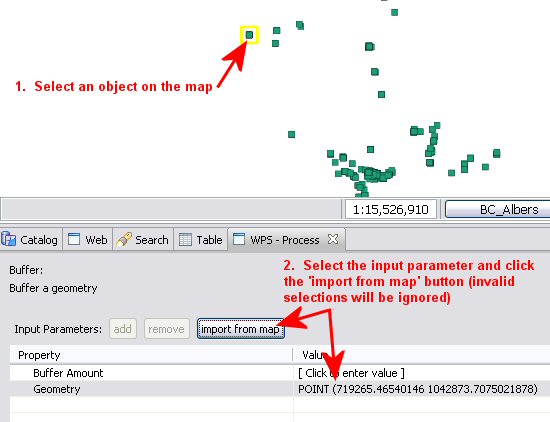 1. Select an object on the map
1:15,526,910
BC_Albers
Catalog
Web
Search
Table
WPS - Process
Buffer:
Buffer a geometry
2. Select the input parameter and click
the 'import from map' button (invalid
selections will be ignored)
Input Parameters: add remove import from map
Property Value
Buffer Amount [ Click to enter value ]
Geometry POINT (719265.46540146 1042873.7075021878)